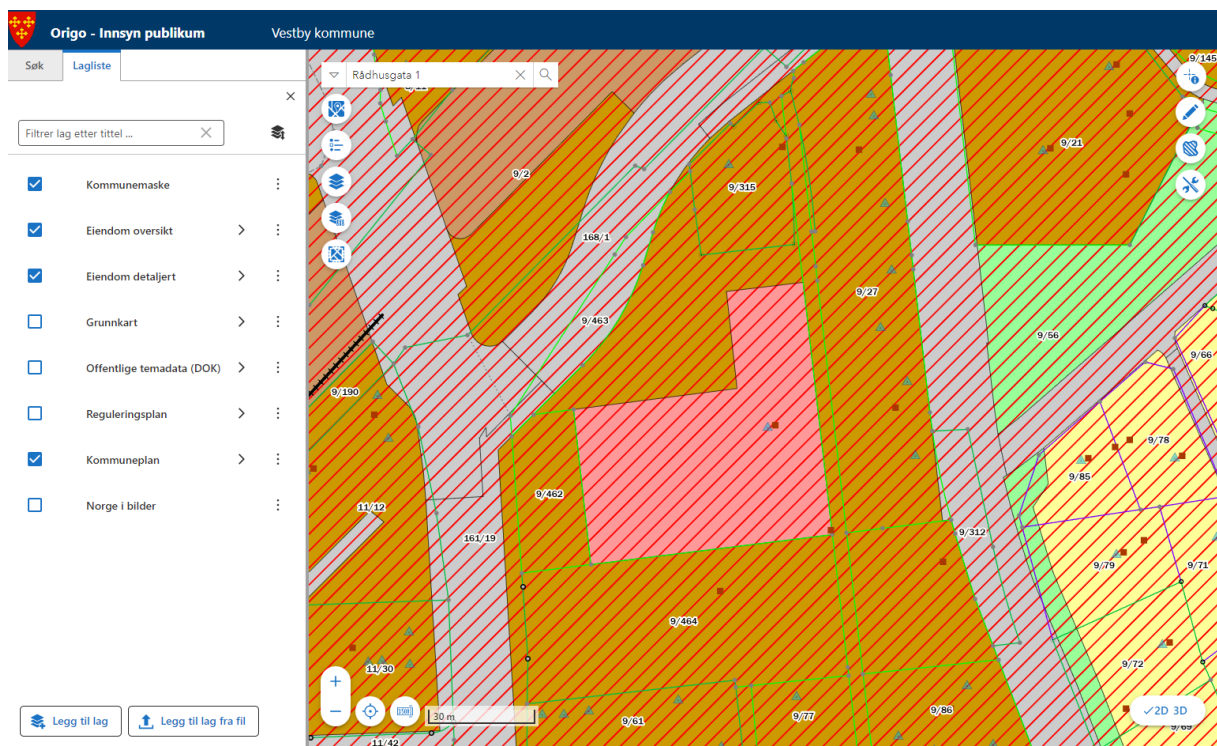 Origo - Innsyn publikum
Vestby kommune
Søk
Lagliste
Filtrer lag etter tittel ...
Kommunemaske
Eiendom oversikt
Eiendom detaljert
Grunnkart
Offentlige temadata (DOK)
Reguleringsplan
Kommuneplan
Norge i bilder
Legg til lag
Legg til lag fra fil
Rådhusgata 1
9/145
9/21
9/2
9/315
168/1
9/27
9/463
9/56
9/66
9/190
9/78
9/85
9/462
11/12
161/19
9/312
9/79
9/71
9/464
9/72
11/30
30 m
9/61
9/77
9/86
2D 3D
9/69
11/42